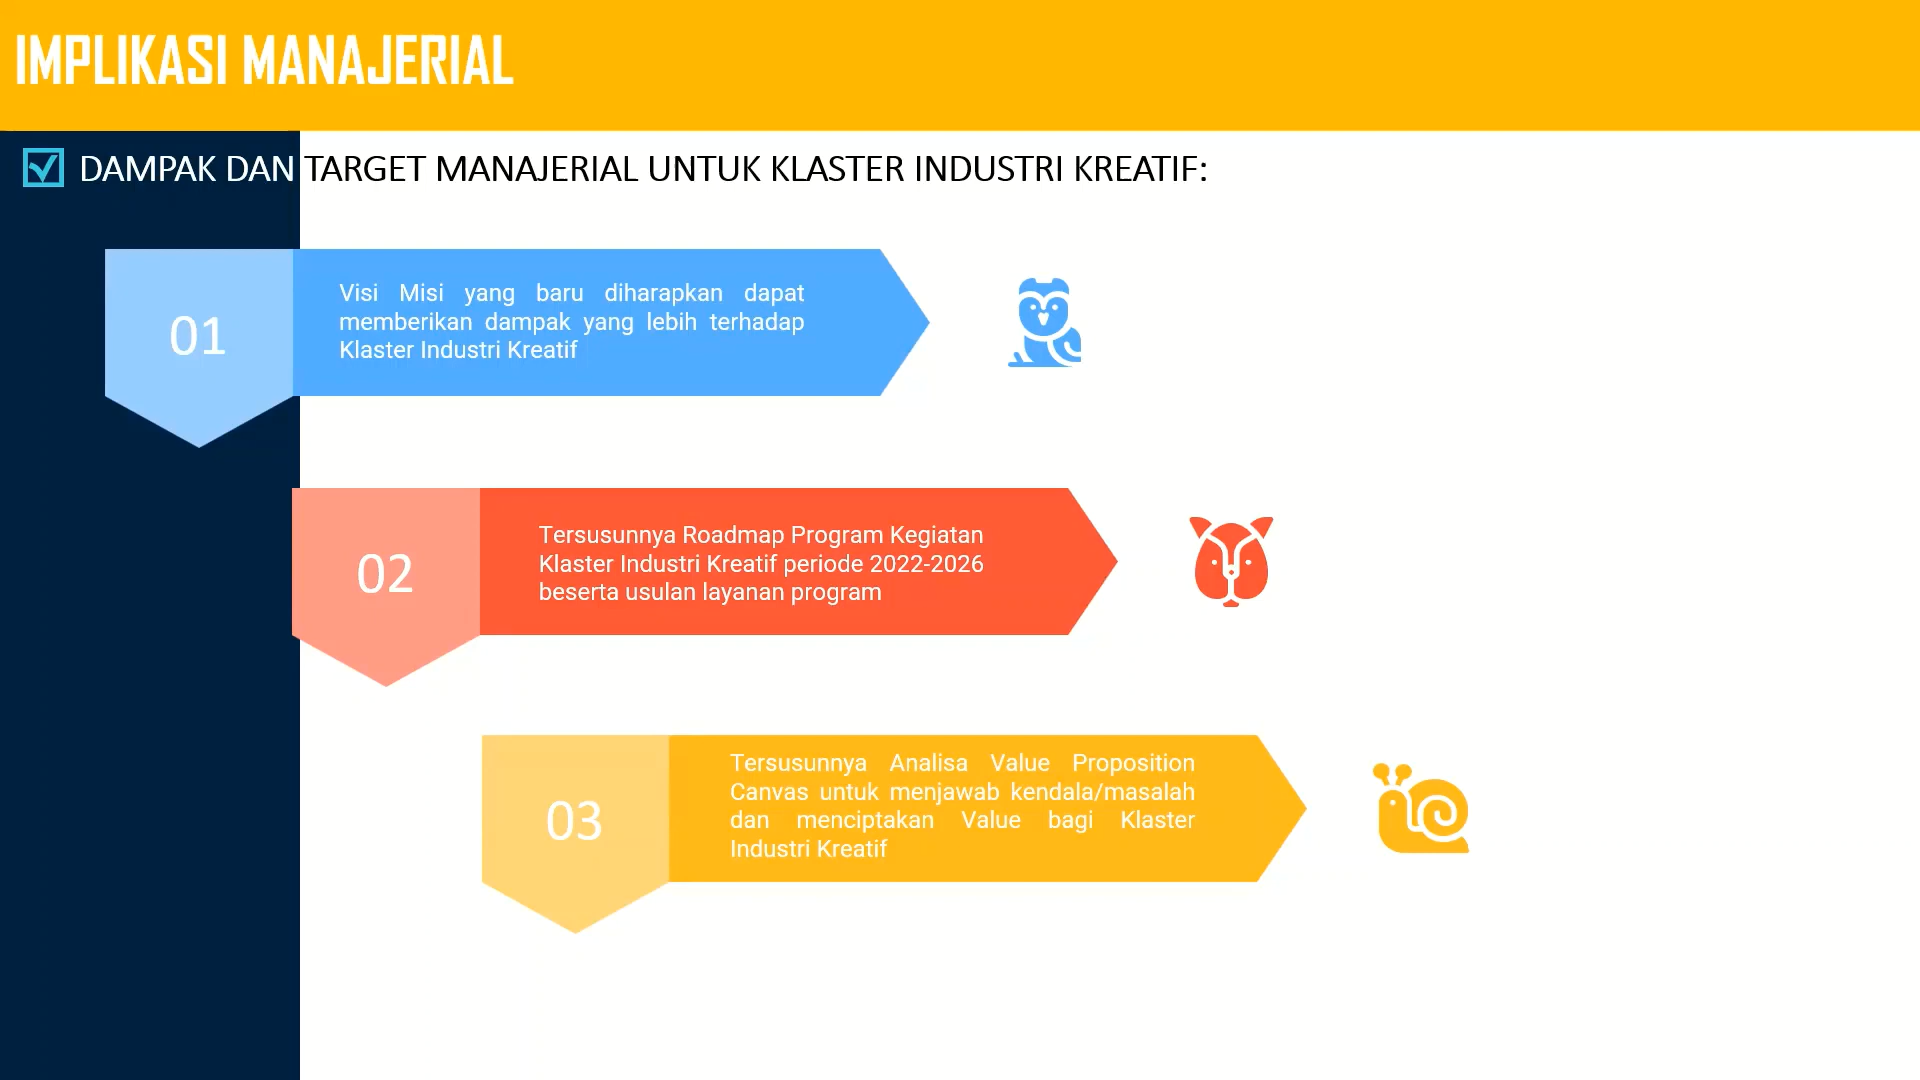 IMPLIKASI MANAJERIAL
DAMPAK DAN TARGET MANAJERIAL UNTUK KLASTER INDUSTRI KREATIF:
01
Visi Misi yang baru diharapkan dapat
memberikan dampak yang lebih terhadap
Klaster Industri Kreatif
02
Tersusunnya Roadmap Program Kegiatan
Klaster Industri Kreatif periode 2022-2026
beserta usulan layanan program
03
Tersusunnya Analisa Value Proposition
Canvas untuk menjawab kendala/masalah
dan menciptakan Value bagi Klaster
Industri Kreatif